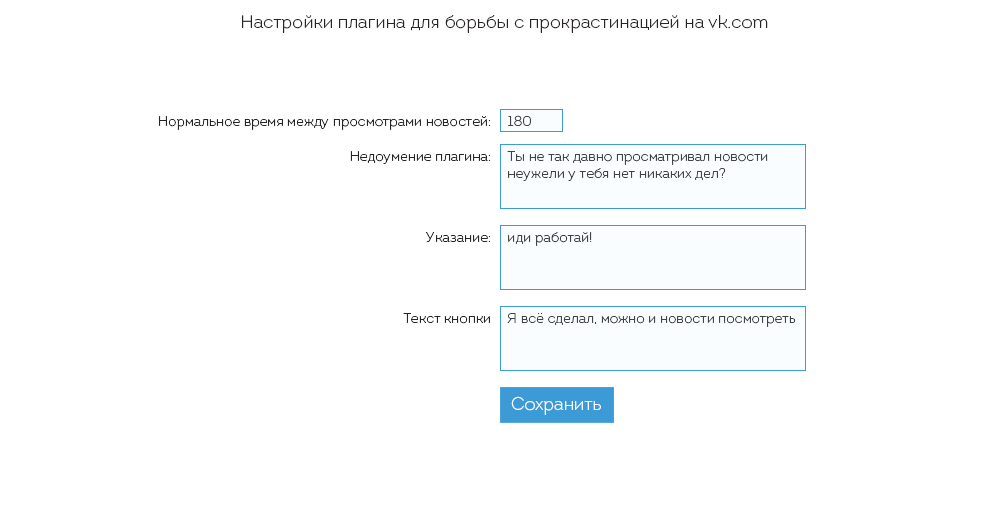 Настройки плагина для борьбы с прокрастинацией на vk.com
Нормальное время между просмотрами новостей: 180
Недоумение плагина: Ты не так давно просматривал новости
неужели у тебя нет никаких дел?
Указание: иди работай!
Текст кнопки Я всё сделал, можно и новости посмотреть
Сохранить